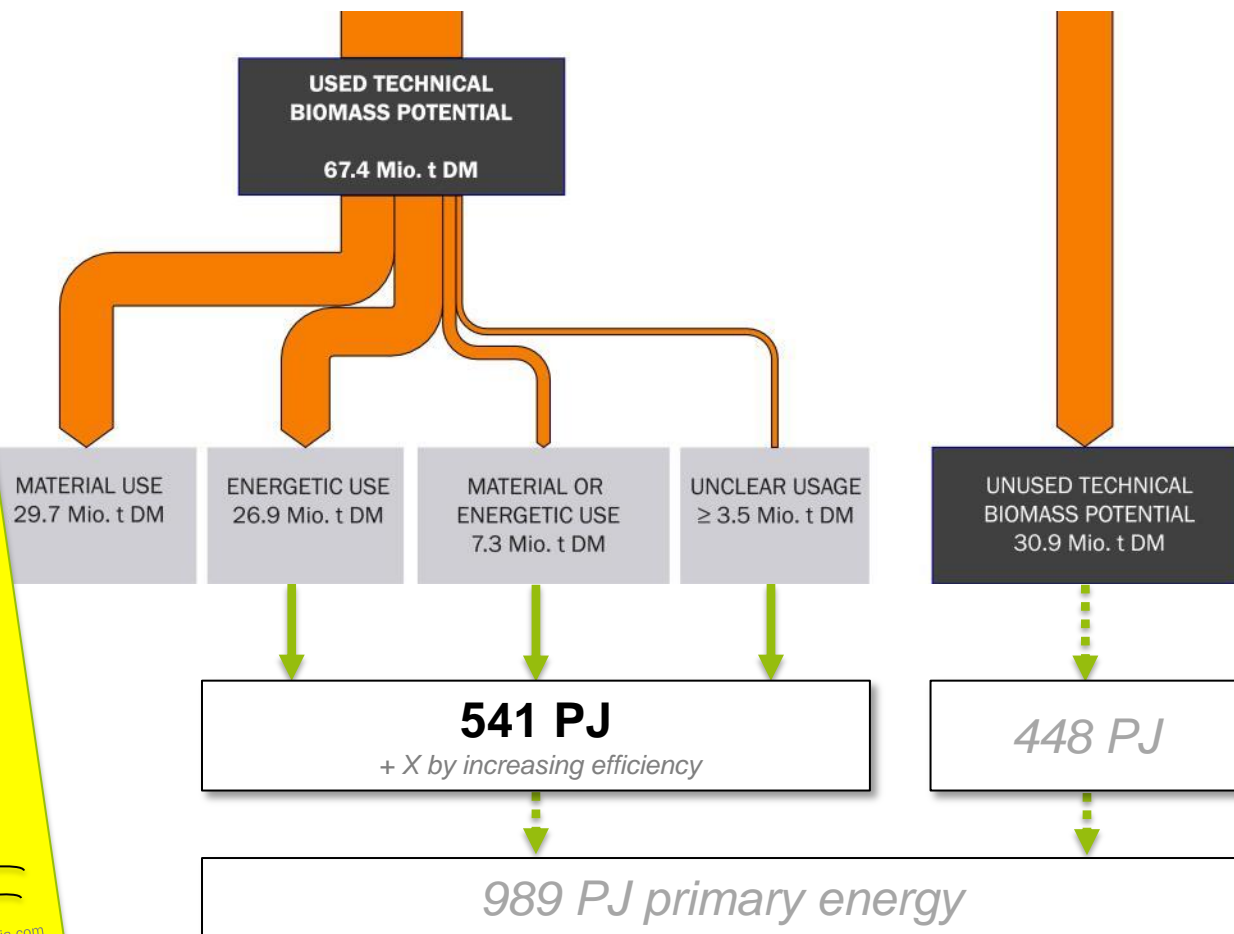 USED TECHNICAL
BIOMASS POTENTIAL
67.4 Mio. t DM
MATERIAL USE
29.7 Mio. t DM
ENERGETIC USE
26.9 Mio. t DM
MATERIAL OR
ENERGETIC USE
7.3 Mio. t DM
UNCLEAR USAGE
≥ 3.5 Mio. t DM
UNUSED TECHNICAL
BIOMASS POTENTIAL
30.9 Mio. t DM
541 PJ
+ X by increasing efficiency
448 PJ
989 PJ primary energy